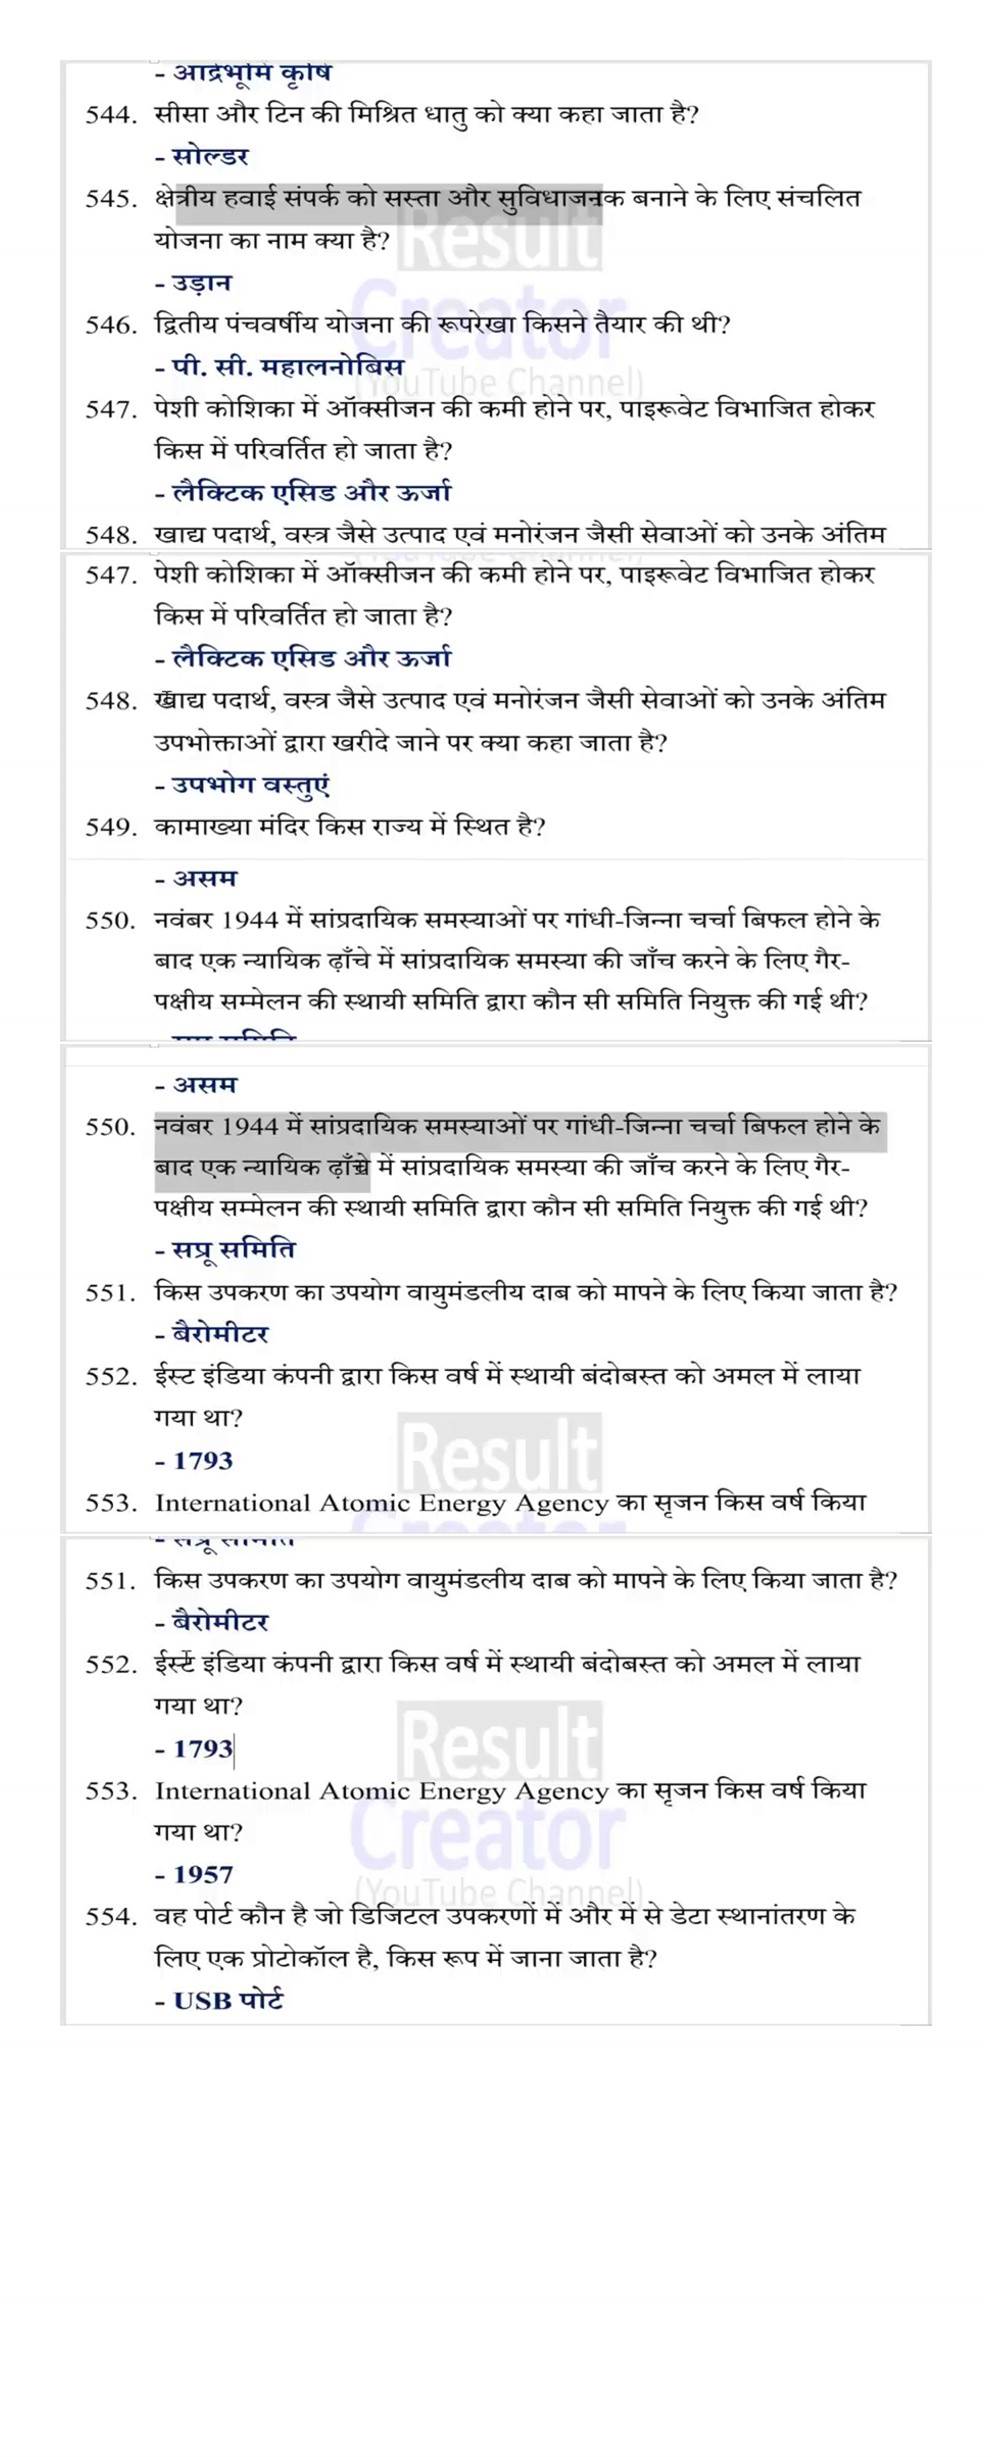 - आर्द्रभूमि कृषि
544. सीसा और टिन की मिश्रित धातु को क्या कहा जाता है?
- सोल्डर
545. क्षेत्रीय हवाई संपर्क को सस्ता और सुविधाजनक बनाने के लिए संचलित
योजना का नाम क्या है?
Result
- उड़ान
Creator
546. द्वितीय पंचवर्षीय योजना की रूपरेखा किसने तैयार की थी?
- पी. सी. महालनोबिस
(YouTube Channel)
547. पेशी कोशिका में ऑक्सीजन की कमी होने पर, पाइरूवेट विभाजित होकर
किस में परिवर्तित हो जाता है?
- लैक्टिक एसिड और ऊर्जा
548. खाद्य पदार्थ, वस्त्र जैसे उत्पाद एवं मनोरंजन जैसी सेवाओं को उनके अंतिम
547. पेशी कोशिका में ऑक्सीजन की कमी होने पर, पाइरूवेट विभाजित होकर
किस में परिवर्तित हो जाता है?
- लैक्टिक एसिड और ऊर्जा
548. खाद्य पदार्थ, वस्त्र जैसे उत्पाद एवं मनोरंजन जैसी सेवाओं को उनके अंतिम
उपभोक्ताओं द्वारा खरीदे जाने पर क्या कहा जाता है?
- उपभोग वस्तुएं
549. कामाख्या मंदिर किस राज्य में स्थित है?
- असम
550. नवंबर 1944 में सांप्रदायिक समस्याओं पर गांधी-जिन्ना चर्चा बिफल होने के
बाद एक न्यायिक ढ़ाँचे में सांप्रदायिक समस्या की जाँच करने के लिए गैर-
पक्षीय सम्मेलन की स्थायी समिति द्वारा कौन सी समिति नियुक्त की गई थी?
- असम
550. नवंबर 1944 में सांप्रदायिक समस्याओं पर गांधी-जिन्ना चर्चा बिफल होने के
बाद एक न्यायिक ढ़ाँचे में सांप्रदायिक समस्या की जाँच करने के लिए गैर-
पक्षीय सम्मेलन की स्थायी समिति द्वारा कौन सी समिति नियुक्त की गई थी?
- सप्रू समिति
551. किस उपकरण का उपयोग वायुमंडलीय दाब को मापने के लिए किया जाता है?
- बैरोमीटर
552. ईस्ट इंडिया कंपनी द्वारा किस वर्ष में स्थायी बंदोबस्त को अमल में लाया
गया था?
Result
- 1793
553. International Atomic Energy Agency का सृजन किस वर्ष किया
- सप्रू समिति
551. किस उपकरण का उपयोग वायुमंडलीय दाब को मापने के लिए किया जाता है?
- बैरोमीटर
552. ईस्ट इंडिया कंपनी द्वारा किस वर्ष में स्थायी बंदोबस्त को अमल में लाया
गया था?
Result
- 1793
553. International Atomic Energy Agency का सृजन किस वर्ष किया
गया था?
Creator
- 1957
(YouTube Channel)
554. वह पोर्ट कौन है जो डिजिटल उपकरणों में और में से डेटा स्थानांतरण के
लिए एक प्रोटोकॉल है, किस रूप में जाना जाता है?
- USB पोर्ट